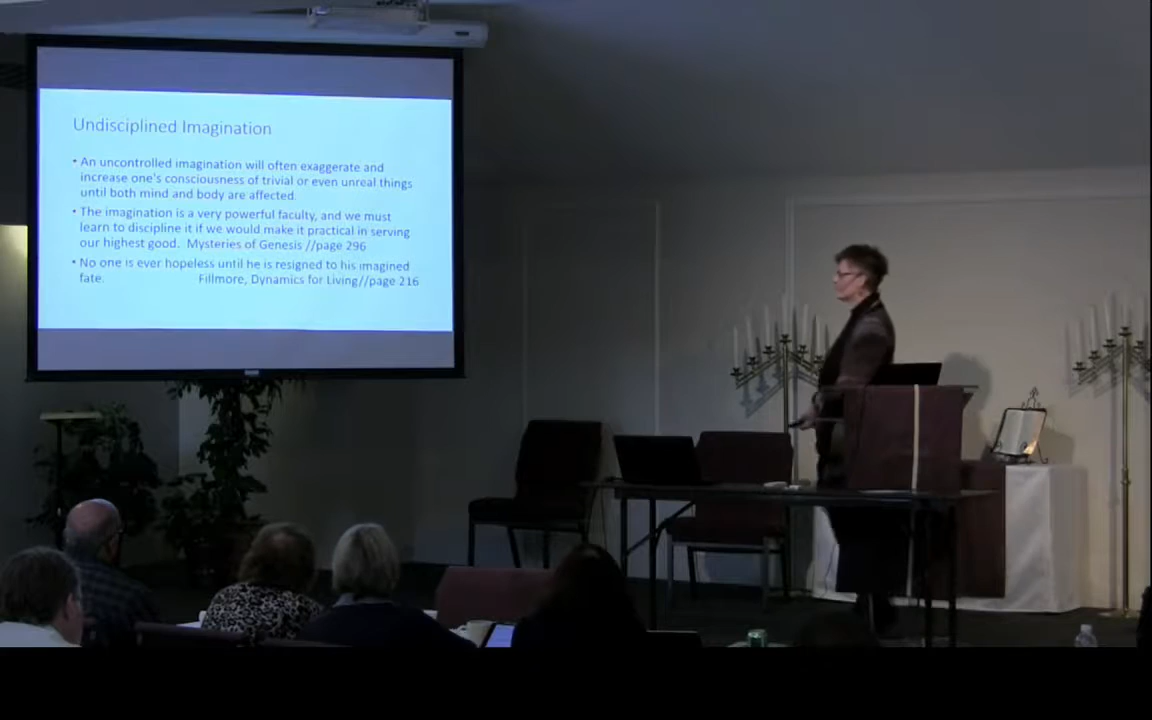 Undisciplined Imagination
• An uncontrolled imagination will often exaggerate and
increase one's consciousness of trivial or even unreal things
until both mind and body are affected.
• The imagination is a very powerful faculty, and we must
learn to discipline it if we would make it practical in serving
our highest good. Mysteries of Genesis //page 296
• No one is ever hopeless until he is resigned to his imagined
fate. Fillmore, Dynamics for Living//page 216